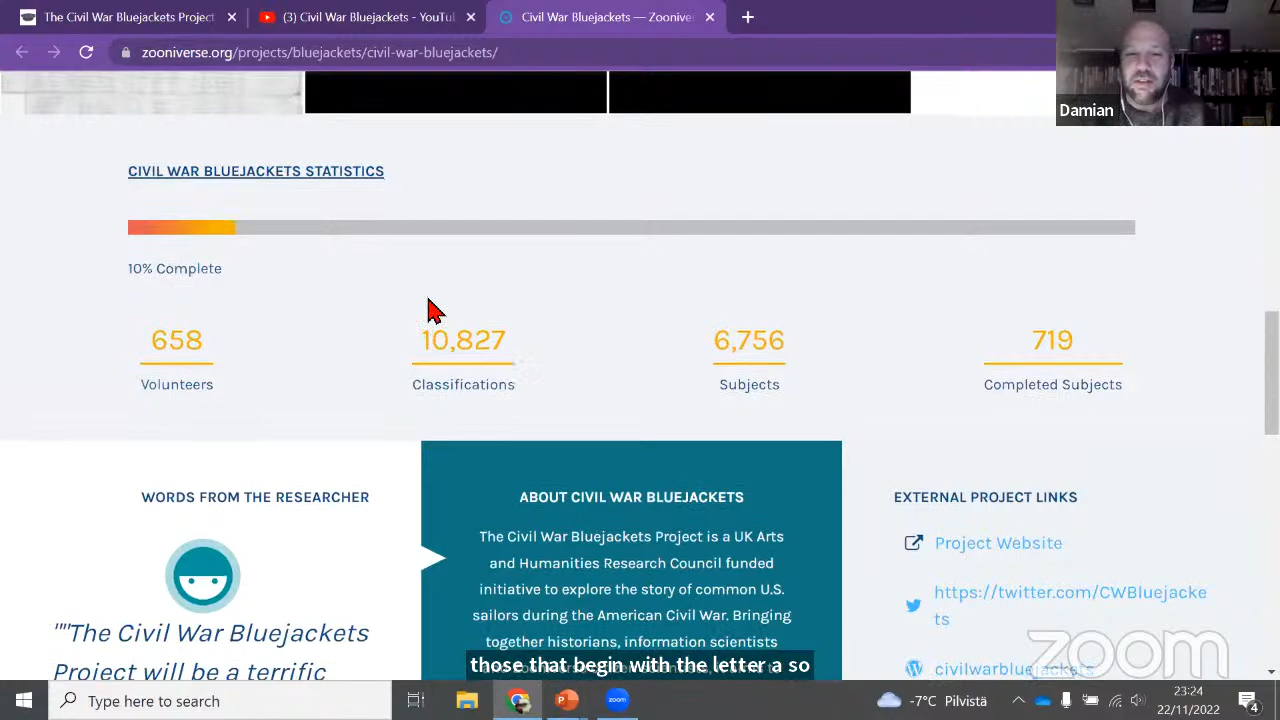 The Civil War Bluejackets Project
(3) Civil War Bluejackets - YouTu
Civil War Bluejackets — Zooniver
zooniverse.org/projects/bluejackets/civil-war-bluejackets/
Damian
CIVIL WAR BLUEJACKETS STATISTICS
10% Complete
658
10,827
6,756
719
Volunteers
Classifications
Subjects
Completed Subjects
WORDS FROM THE RESEARCHER
""The Civil War Bluejackets
Project will be a terrific
ABOUT CIVIL WAR BLUEJACKETS
The Civil War Bluejackets Project is a UK Arts
and Humanities Research Council funded
initiative to explore the story of common U.S.
sailors during the American Civil War. Bringing
together historians, information scientists
EXTERNAL PROJECT LINKS
Project Website
https://twitter.com/CWBluejacke
ts
civilwarbluejackets
zoom
those that begin with the letter a so
Type here to search
zoom
-7°C Pilvistä
23:24
22/11/2022
4